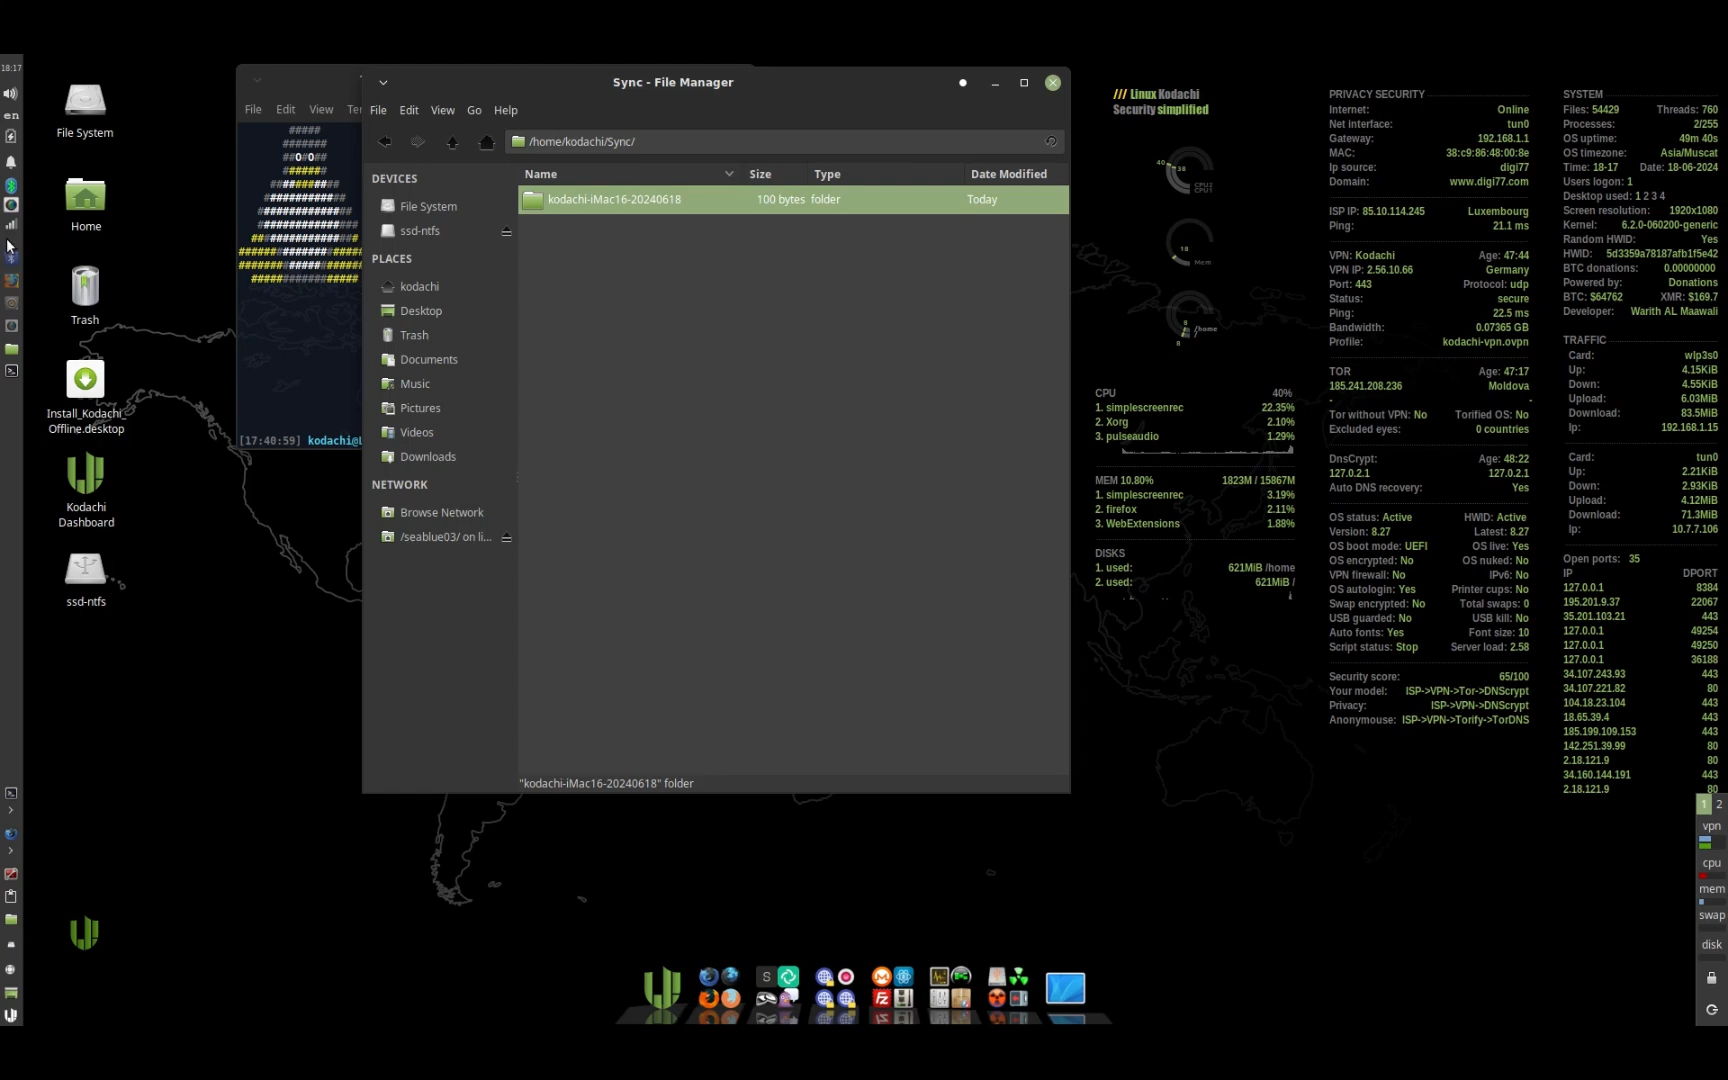 18:17
en
File System
Home
Trash
Install_Kodachi_
Offline.desktop
Kodachi
Dashboard
ssd-ntfs
File Edit View
[17:40:59] kodachi@
Sync - File Manager
File Edit View Go Help
/home/kodachi/Sync/
DEVICES
File System
ssd-ntfs
PLACES
kodachi
Desktop
Trash
Documents
Music
Pictures
Videos
Downloads
NETWORK
Browse Network
/seablue03/ on li...
Name Size Type Date Modified
kodachi-iMac16-20240618 100 bytes folder Today
"kodachi-iMac16-20240618" folder
/// Linux Kodachi
Security simplified
40 38
CPU2
CPU1
18
Mem
8
/home
8
CPU 40%
1. simplescreenrec 22.35%
2. Xorg 2.10%
3. pulseaudio 1.29%
MEM 10.80% 1823M / 15867M
1. simplescreenrec 3.19%
2. firefox 2.11%
3. WebExtensions 1.88%
DISKS
1. used: 621MiB /home
2. used: 621MiB /
PRIVACY SECURITY
Internet: Online
Net interface: tun0
Gateway: 192.168.1.1
MAC: 38:c9:86:48:00:8e
Ip source: digi77
Domain: www.digi77.com
ISP IP: 85.10.114.245 Luxembourg
Ping: 21.1 ms
VPN: Kodachi Age: 47:44
VPN IP: 2.56.10.66 Germany
Port: 443 Protocol: udp
Status: secure
Ping: 22.5 ms
Bandwidth: 0.07365 GB
Profile: kodachi-vpn.ovpn
TOR Age: 47:17
185.241.208.236 Moldova
- -
Tor without VPN: No Torified OS: No
Excluded eyes: 0 countries
DnsCrypt: Age: 48:22
127.0.2.1 127.0.2.1
Auto DNS recovery: Yes
OS status: Active HWID: Active
Version: 8.27 Latest: 8.27
OS boot mode: UEFI OS live: Yes
OS encrypted: No OS nuked: No
VPN firewall: No IPv6: No
OS autologin: Yes Printer cups: No
Swap encrypted: No Total swaps: 0
USB guarded: No USB kill: No
Auto fonts: Yes Font size: 10
Script status: Stop Server load: 2.58
Security score: 65/100
Your model: ISP->VPN->Tor->DNScrypt
Privacy: ISP->VPN->DNScrypt
Anonymouse: ISP->VPN->Torify->TorDNS
SYSTEM
Files: 54429 Threads: 760
Processes: 2/255
OS uptime: 49m 40s
OS timezone: Asia/Muscat
Time: 18-17 Date: 18-06-2024
Users logon: 1
Desktop used: 1 2 3 4
Screen resolution: 1920x1080
Kernel: 6.2.0-060200-generic
Random HWID: Yes
HWID: 5d3359a78187afb1f5e42
BTC donations: 0.00000000
Powered by: Donations
BTC: $64762 XMR: $169.7
Developer: Warith AL Maawali
TRAFFIC
Card: wlp3s0
Up: 4.15KiB
Down: 4.55KiB
Upload: 6.03MiB
Download: 83.5MiB
Ip: 192.168.1.15
Card: tun0
Up: 2.21KiB
Down: 2.93KiB
Upload: 4.12MiB
Download: 71.3MiB
Ip: 10.7.7.106
Open ports: 35
IP DPORT
127.0.0.1 8384
195.201.9.37 22067
35.201.103.21 443
127.0.0.1 49254
127.0.0.1 49250
127.0.0.1 36188
34.107.243.93 443
34.107.221.82 80
104.18.23.104 443
18.65.39.4 443
185.199.109.153 443
142.251.39.99 80
2.18.121.9 80
34.160.144.191 443
2.18.121.9 80
1 2
vpn
cpu
mem
swap
disk